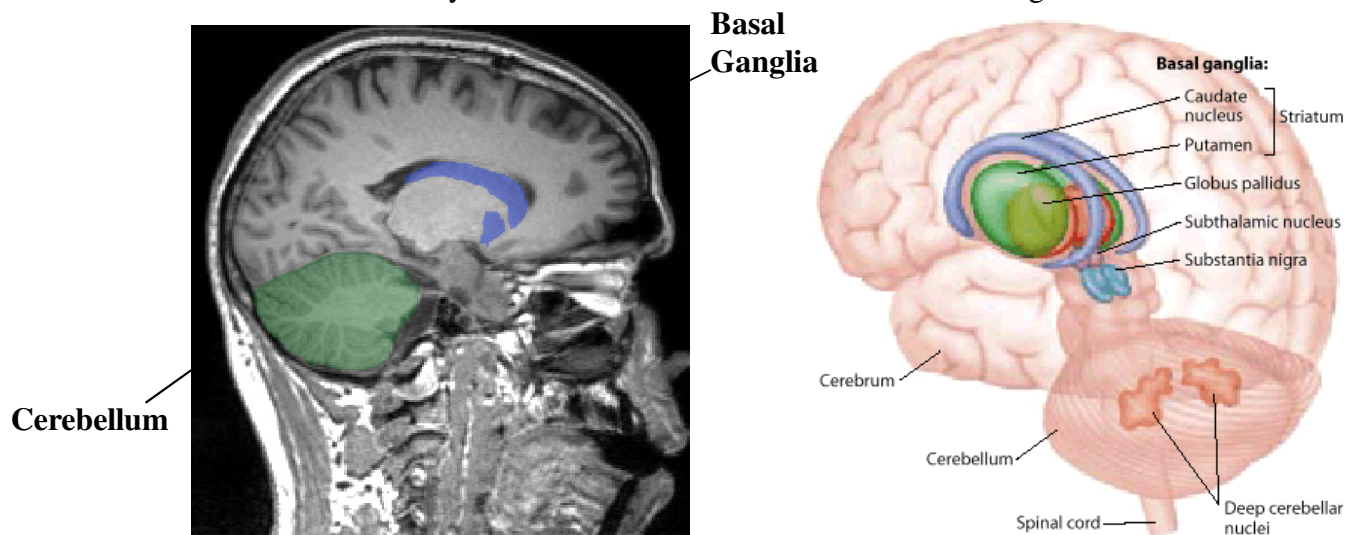 Basal
Ganglia
Cerebellum
Basal ganglia:
Caudate
nucleus
Striatum
Putamen
Globus pallidus
Subthalamic nucleus
Substantia nigra
Cerebrum
Cerebellum
Deep cerebellar
nuclei
Spinal cord